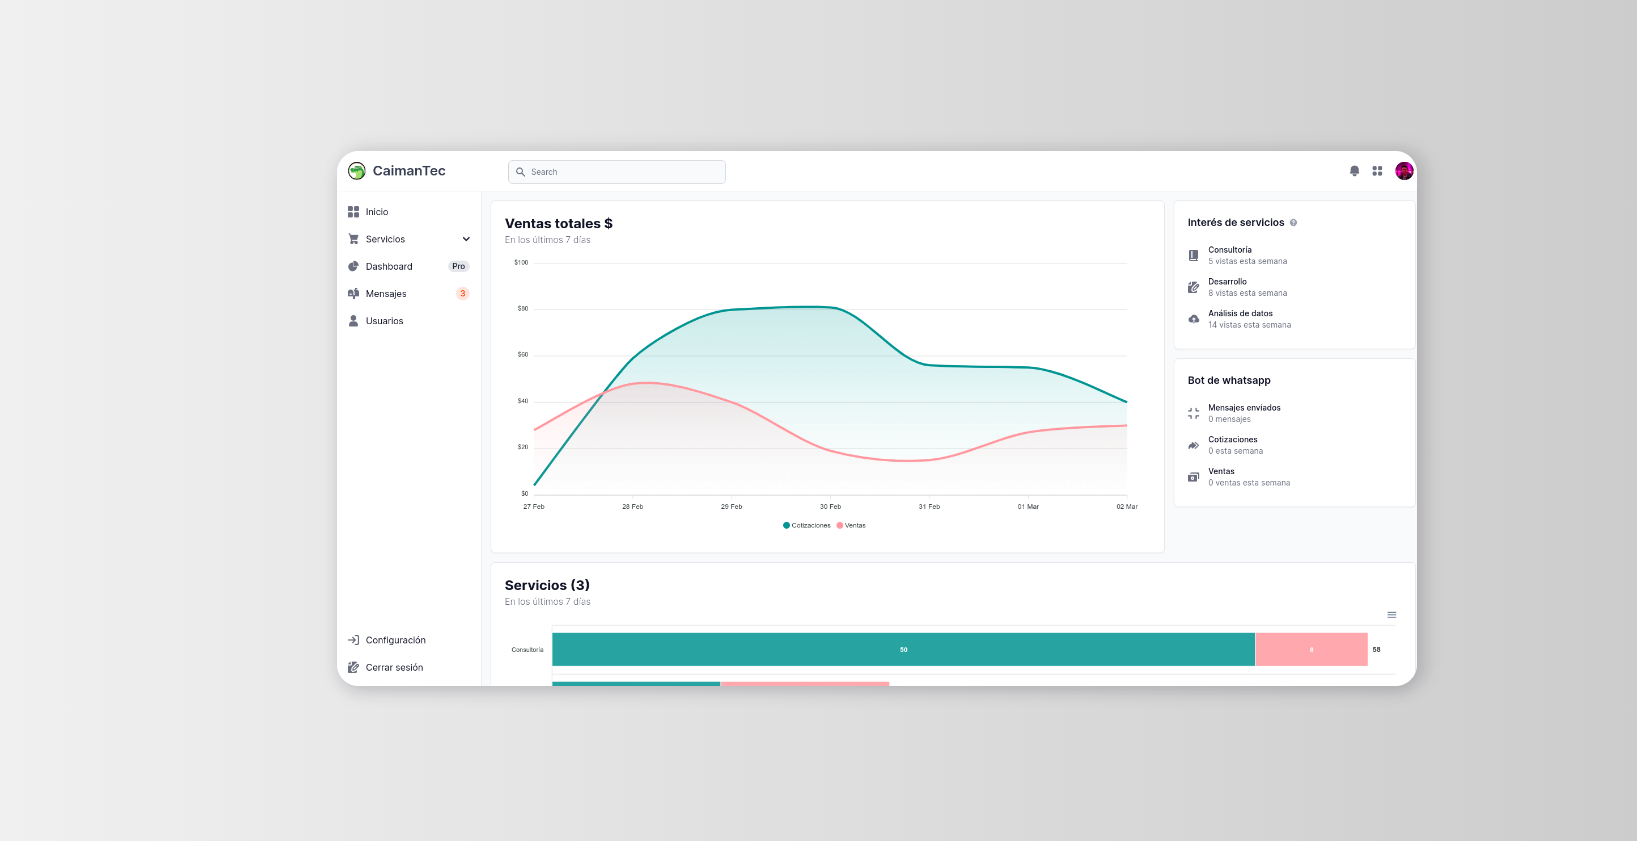 CaimanTec
Search
Inicio
Servicios
Dashboard Pro
Mensajes 3
Usuarios
Configuración
Cerrar sesión
Ventas totales $
En los últimos 7 días
$100
$80
$60
$40
$20
$0
27 Feb 28 Feb 29 Feb 30 Feb 31 Feb 01 Mar 02 Mar
Cotizaciones Ventas
Interés de servicios
Consultoría
5 vistas esta semana
Desarrollo
8 vistas esta semana
Análisis de datos
14 vistas esta semana
Bot de whatsapp
Mensajes enviados
0 mensajes
Cotizaciones
0 esta semana
Ventas
0 ventas esta semana
Servicios (3)
En los últimos 7 días
Consultoría 50 8 58